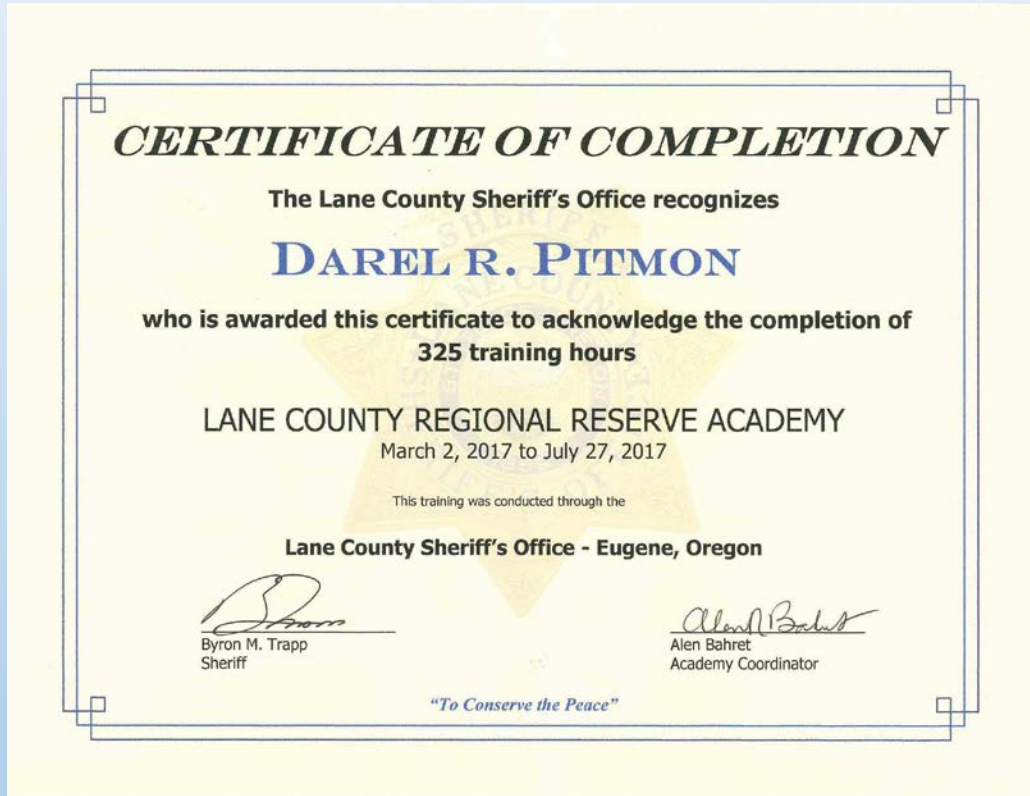 CERTIFICATE OF COMPLETION
The Lane County Sheriff's Office recognizes
DAREL R. PITMON
who is awarded this certificate to acknowledge the completion of
325 training hours
LANE COUNTY REGIONAL RESERVE ACADEMY
March 2, 2017 to July 27, 2017
This training was conducted through the
Lane County Sheriff's Office - Eugene, Oregon
Byron M. Trapp
Sheriff
Alen Bahret
Academy Coordinator
"To Conserve the Peace"
SHERIFF
LANE COUNTY